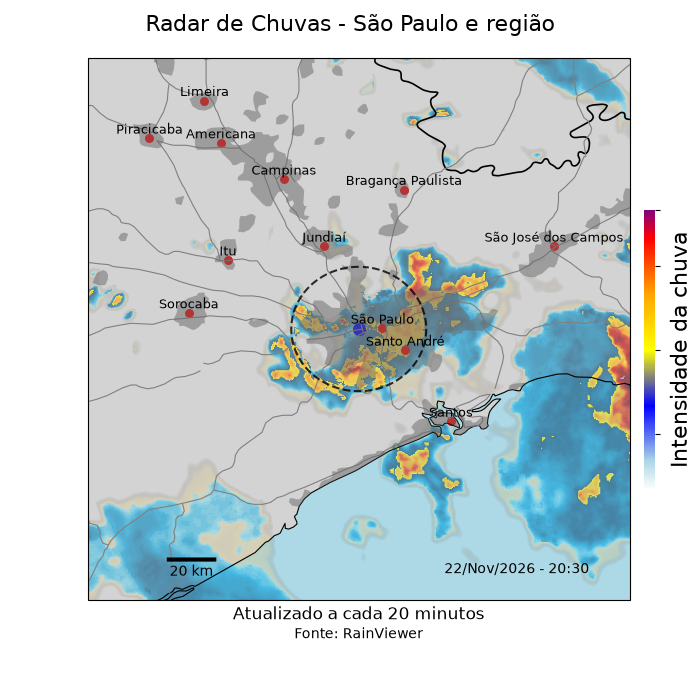 Radar de Chuvas - São Paulo e região
Limeira
Piracicaba
Americana
Campinas
Bragança Paulista
Jundiaí
São José dos Campos
Itu
Sorocaba
São Paulo
Santo André
Santos
Intensidade da chuva
20 km
22/Nov/2026 - 20:30
Atualizado a cada 20 minutos
Fonte: RainViewer